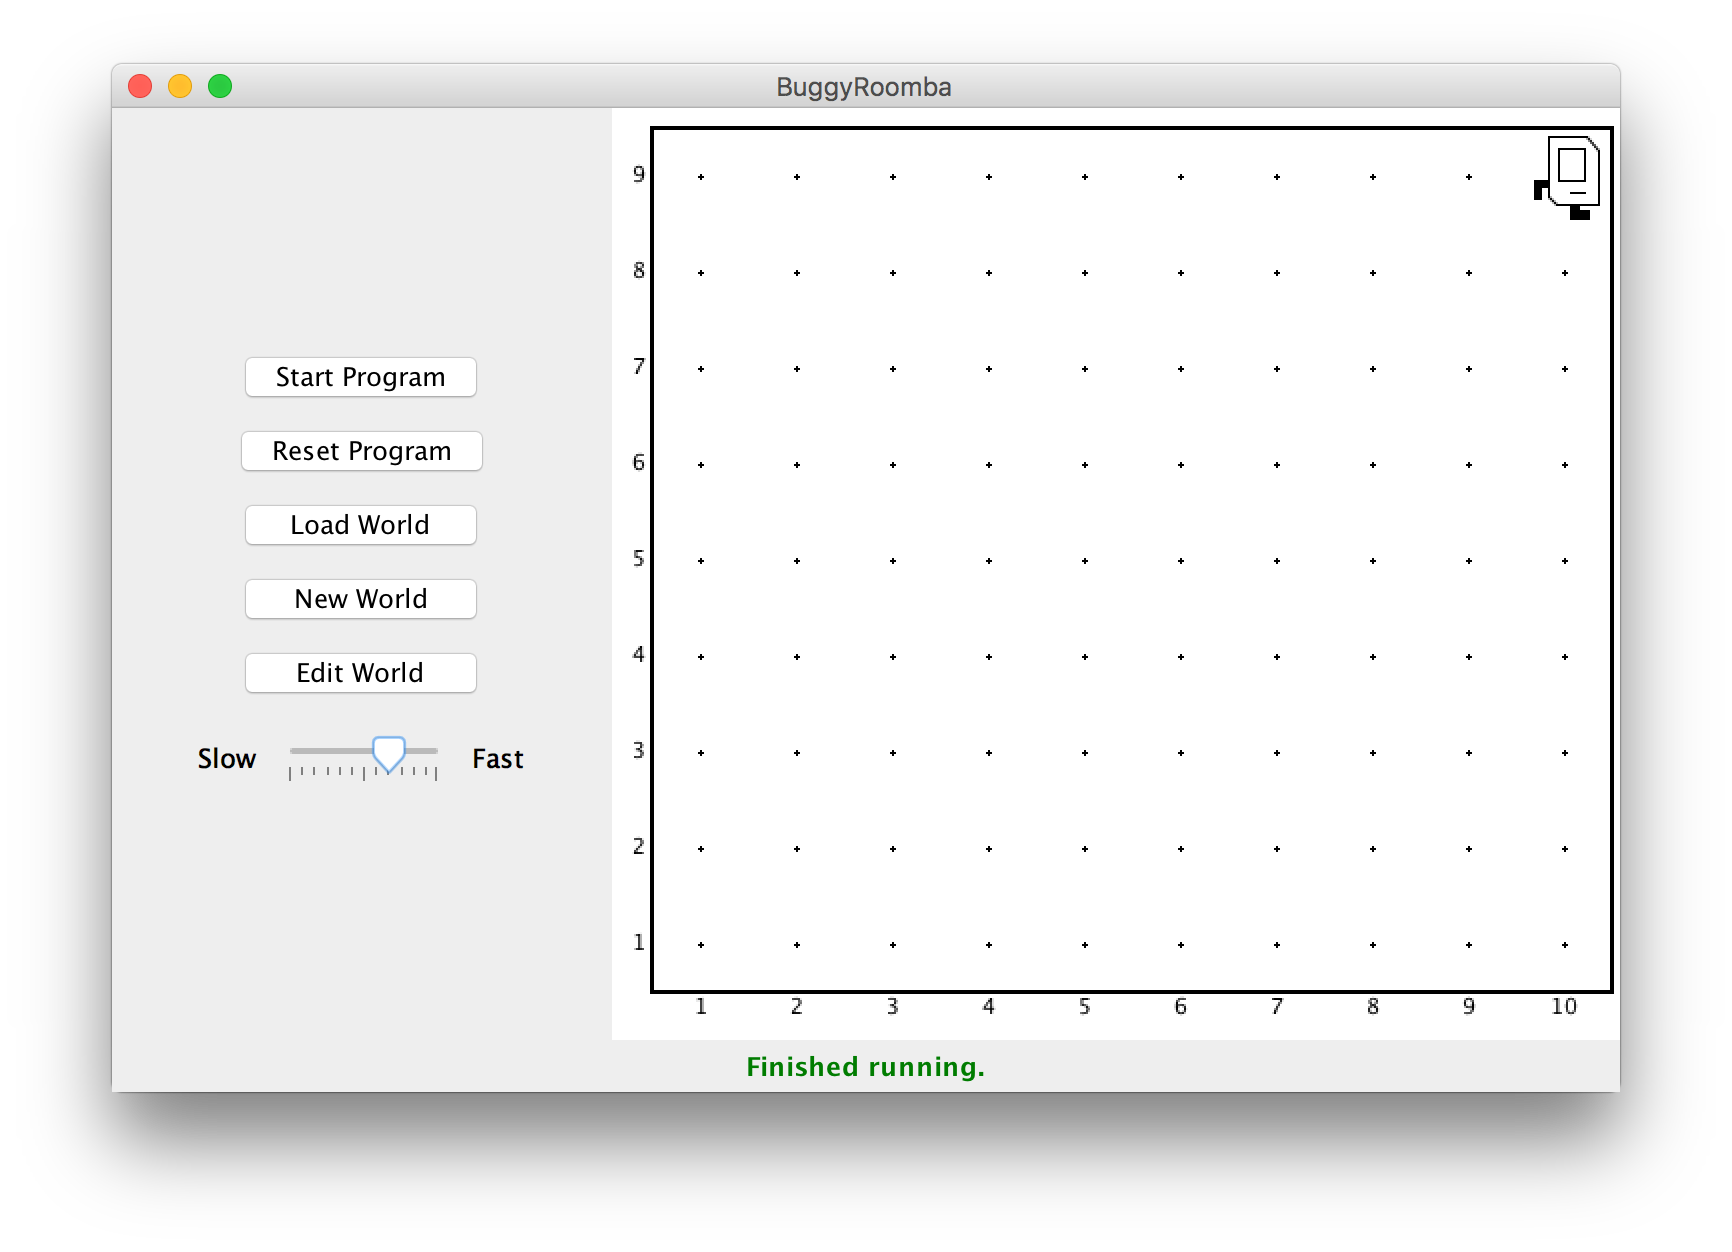 BuggyRoomba
Start Program
Reset Program
Load World
New World
Edit World
Slow Fast
9
8
7
6
5
4
3
2
1
1 2 3 4 5 6 7 8 9 10
Finished running.